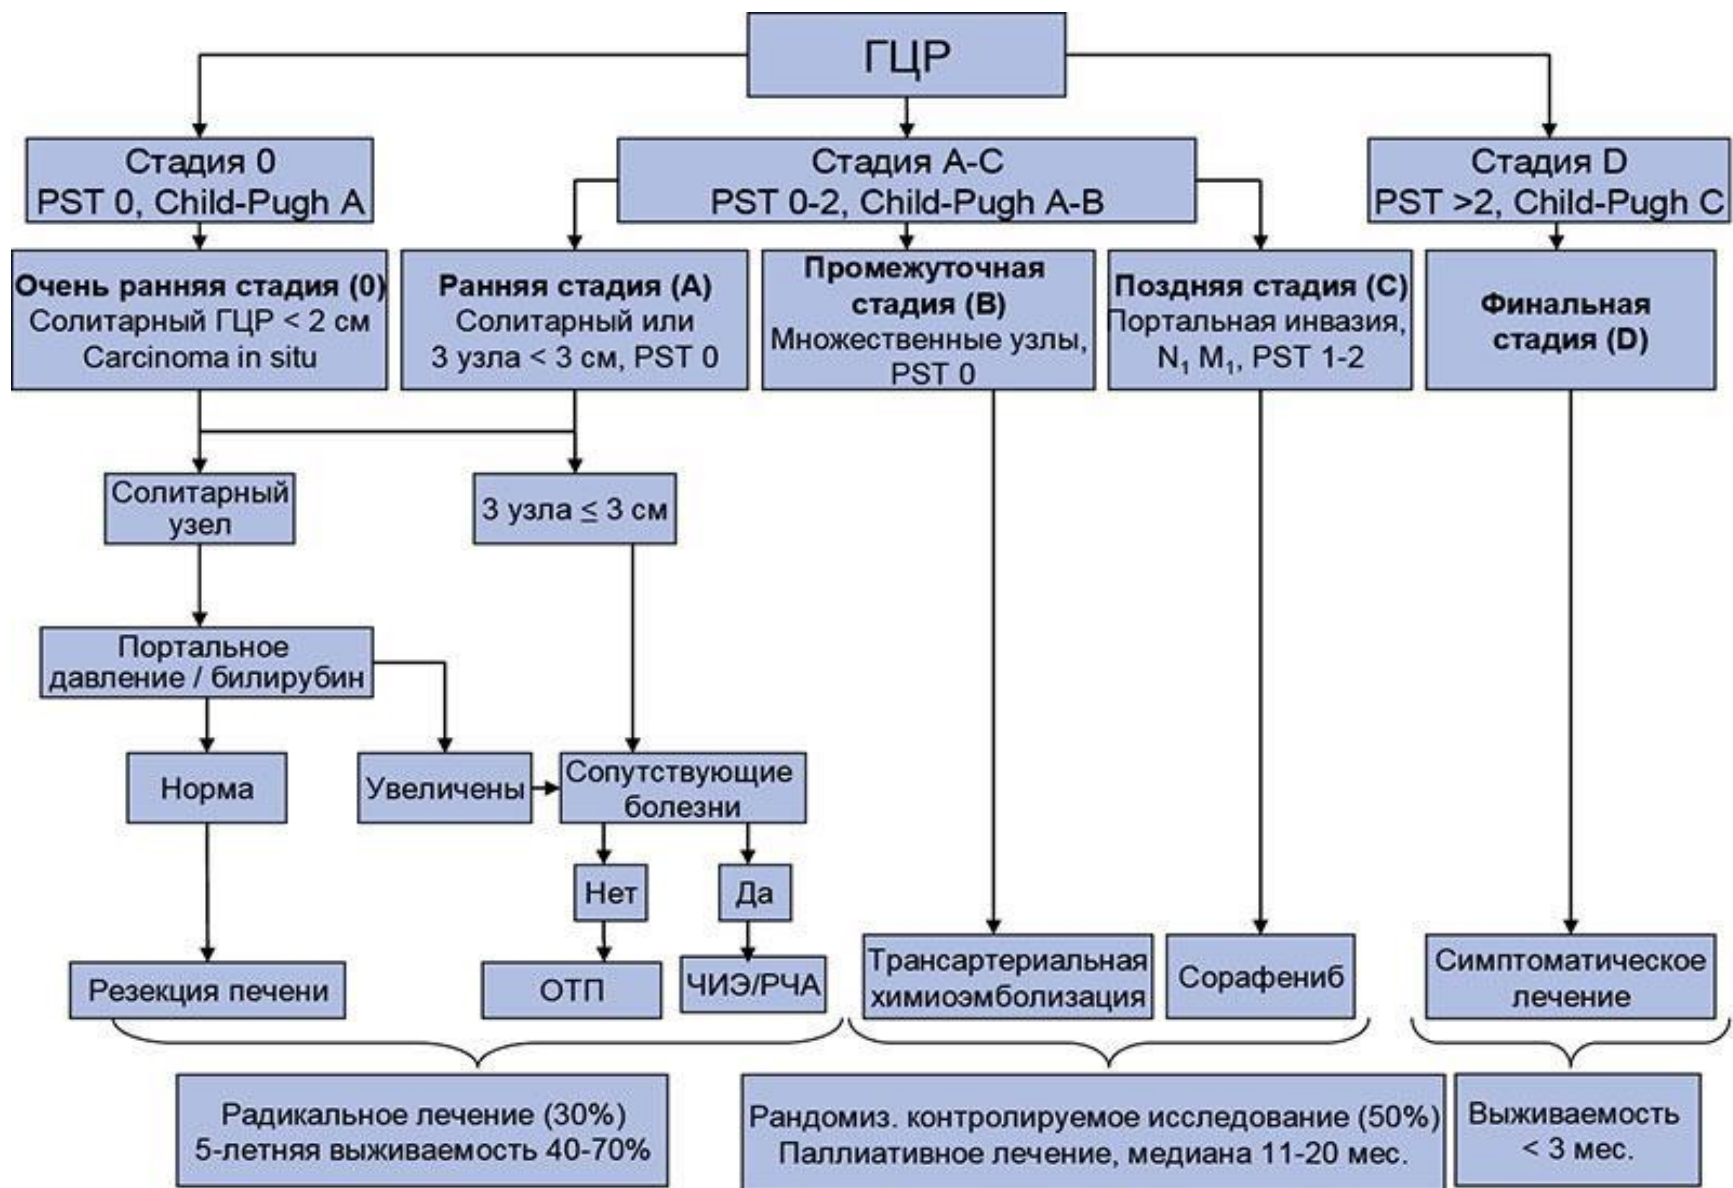 ГЦР
Стадия 0
PST 0, Child-Pugh A
Стадия A-C
PST 0-2, Child-Pugh A-B
Стадия D
PST >2, Child-Pugh C
Очень ранняя стадия (0)
Солитарный ГЦР < 2 см
Carcinoma in situ
Ранняя стадия (A)
Солитарный или
3 узла < 3 см, PST 0
Промежуточная
стадия (B)
Множественные узлы,
PST 0
Поздняя стадия (C)
Портальная инвазия,
N₁ M₁, PST 1-2
Финальная
стадия (D)
Солитарный
узел
3 узла ≤ 3 см
Портальное
давление / билирубин
Норма
Увеличены
Сопутствующие
болезни
Нет
Да
Резекция печени
ОТП
ЧИЭ/РЧА
Трансартериальная
химиоэмболизация
Сорафениб
Симптоматическое
лечение
Радикальное лечение (30%)
5-летняя выживаемость 40-70%
Рандомиз. контролируемое исследование (50%)
Паллиативное лечение, медиана 11-20 мес.
Выживаемость
< 3 мес.